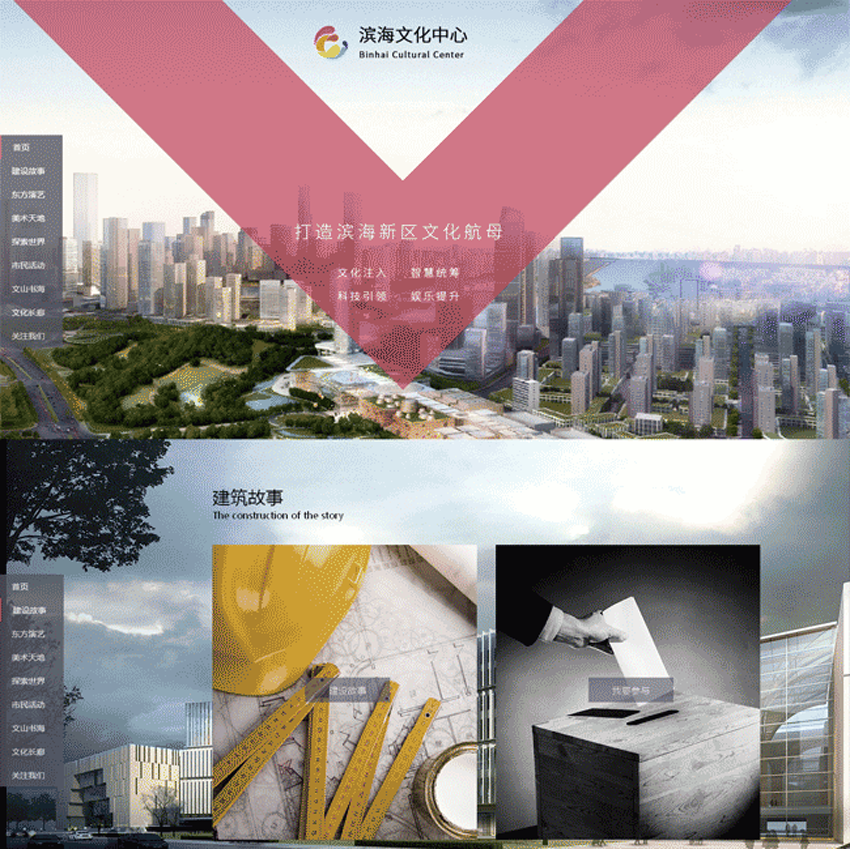 滨海文化中心
Binhai Cultural Center
首页
建设故事
东方演艺
美术天地
探索世界
市民活动
文山书海
文化长廊
关注我们
打造滨海新区文化航母
文化注入 智慧统筹
科技引领 娱乐提升
建筑故事
The construction of the story
首页
建设故事
东方演艺
美术天地
探索世界
市民活动
文山书海
文化长廊
关注我们
建设故事
我要参与